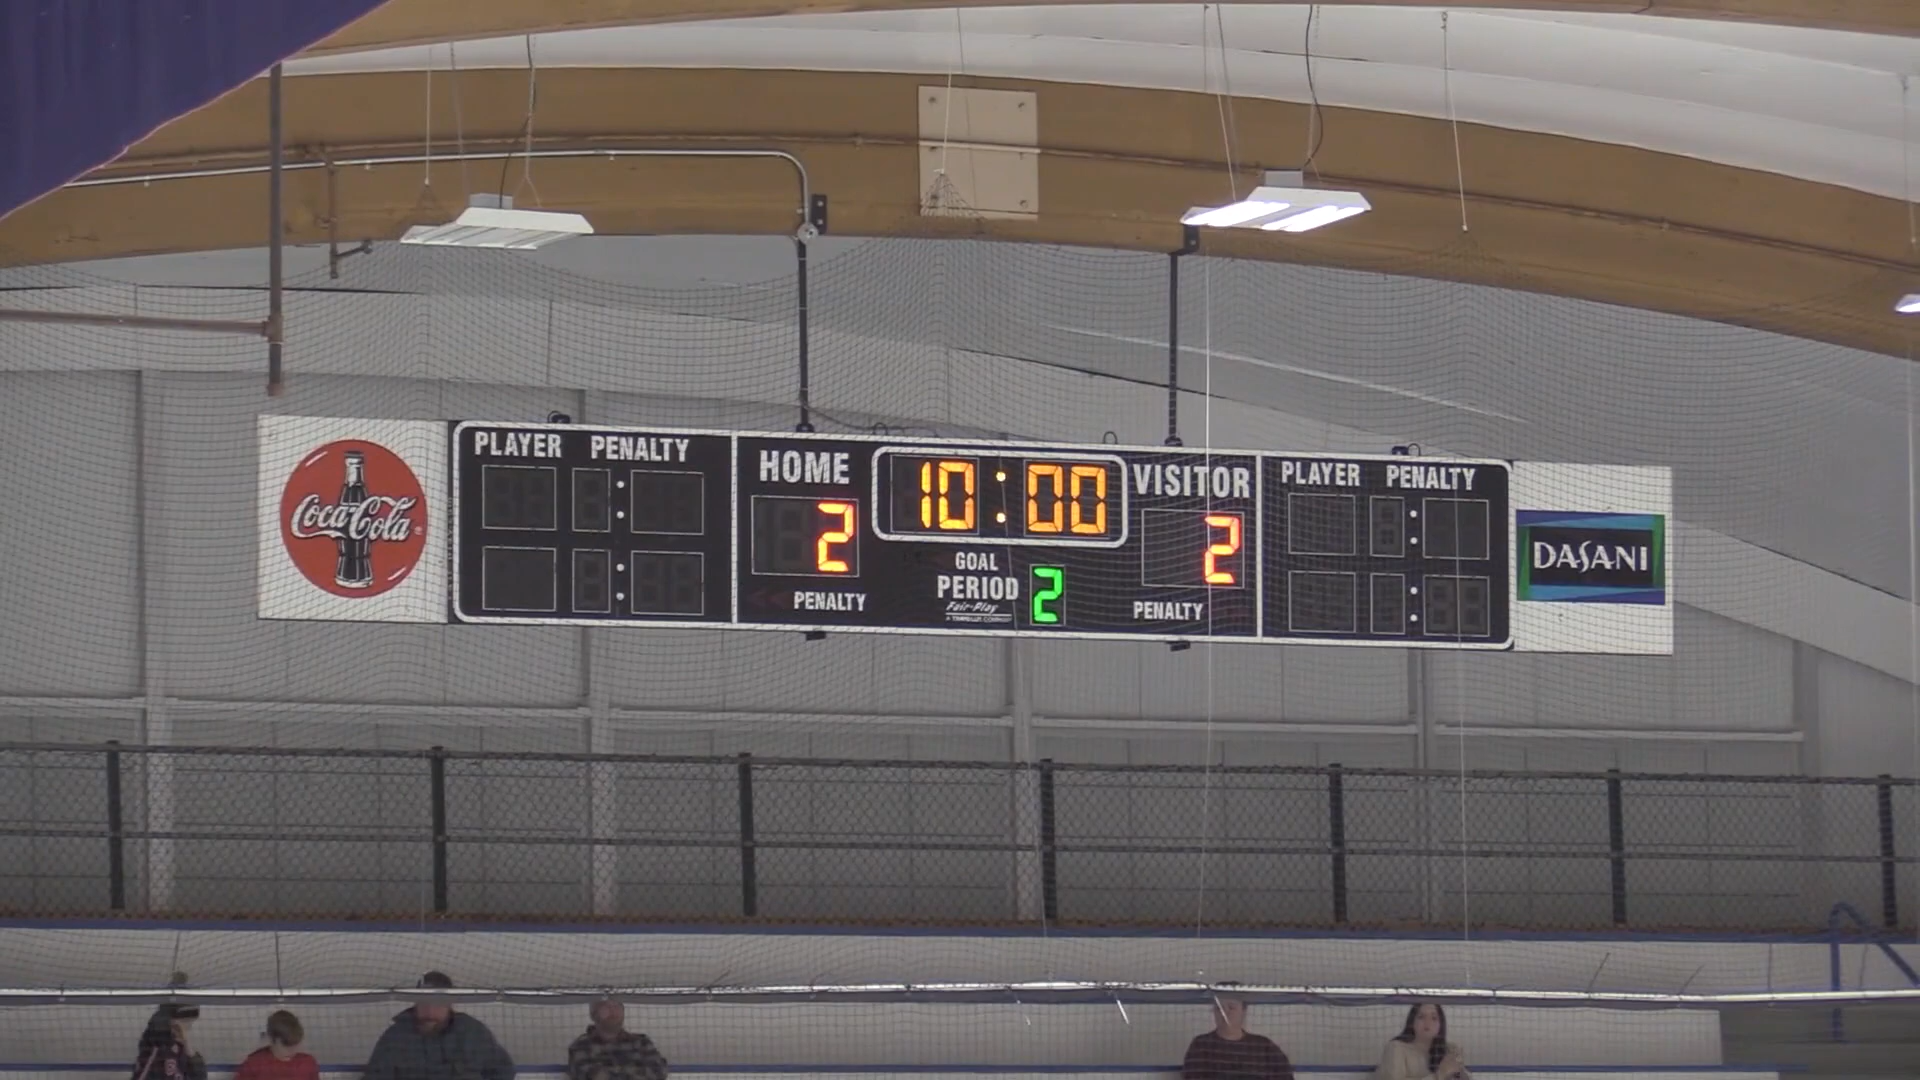 PLAYER PENALTY
HOME
10:00
VISITOR
PLAYER PENALTY
Coca-Cola
2
2
DASANI
GOAL
PERIOD 2
PENALTY
Fair-Play
PENALTY